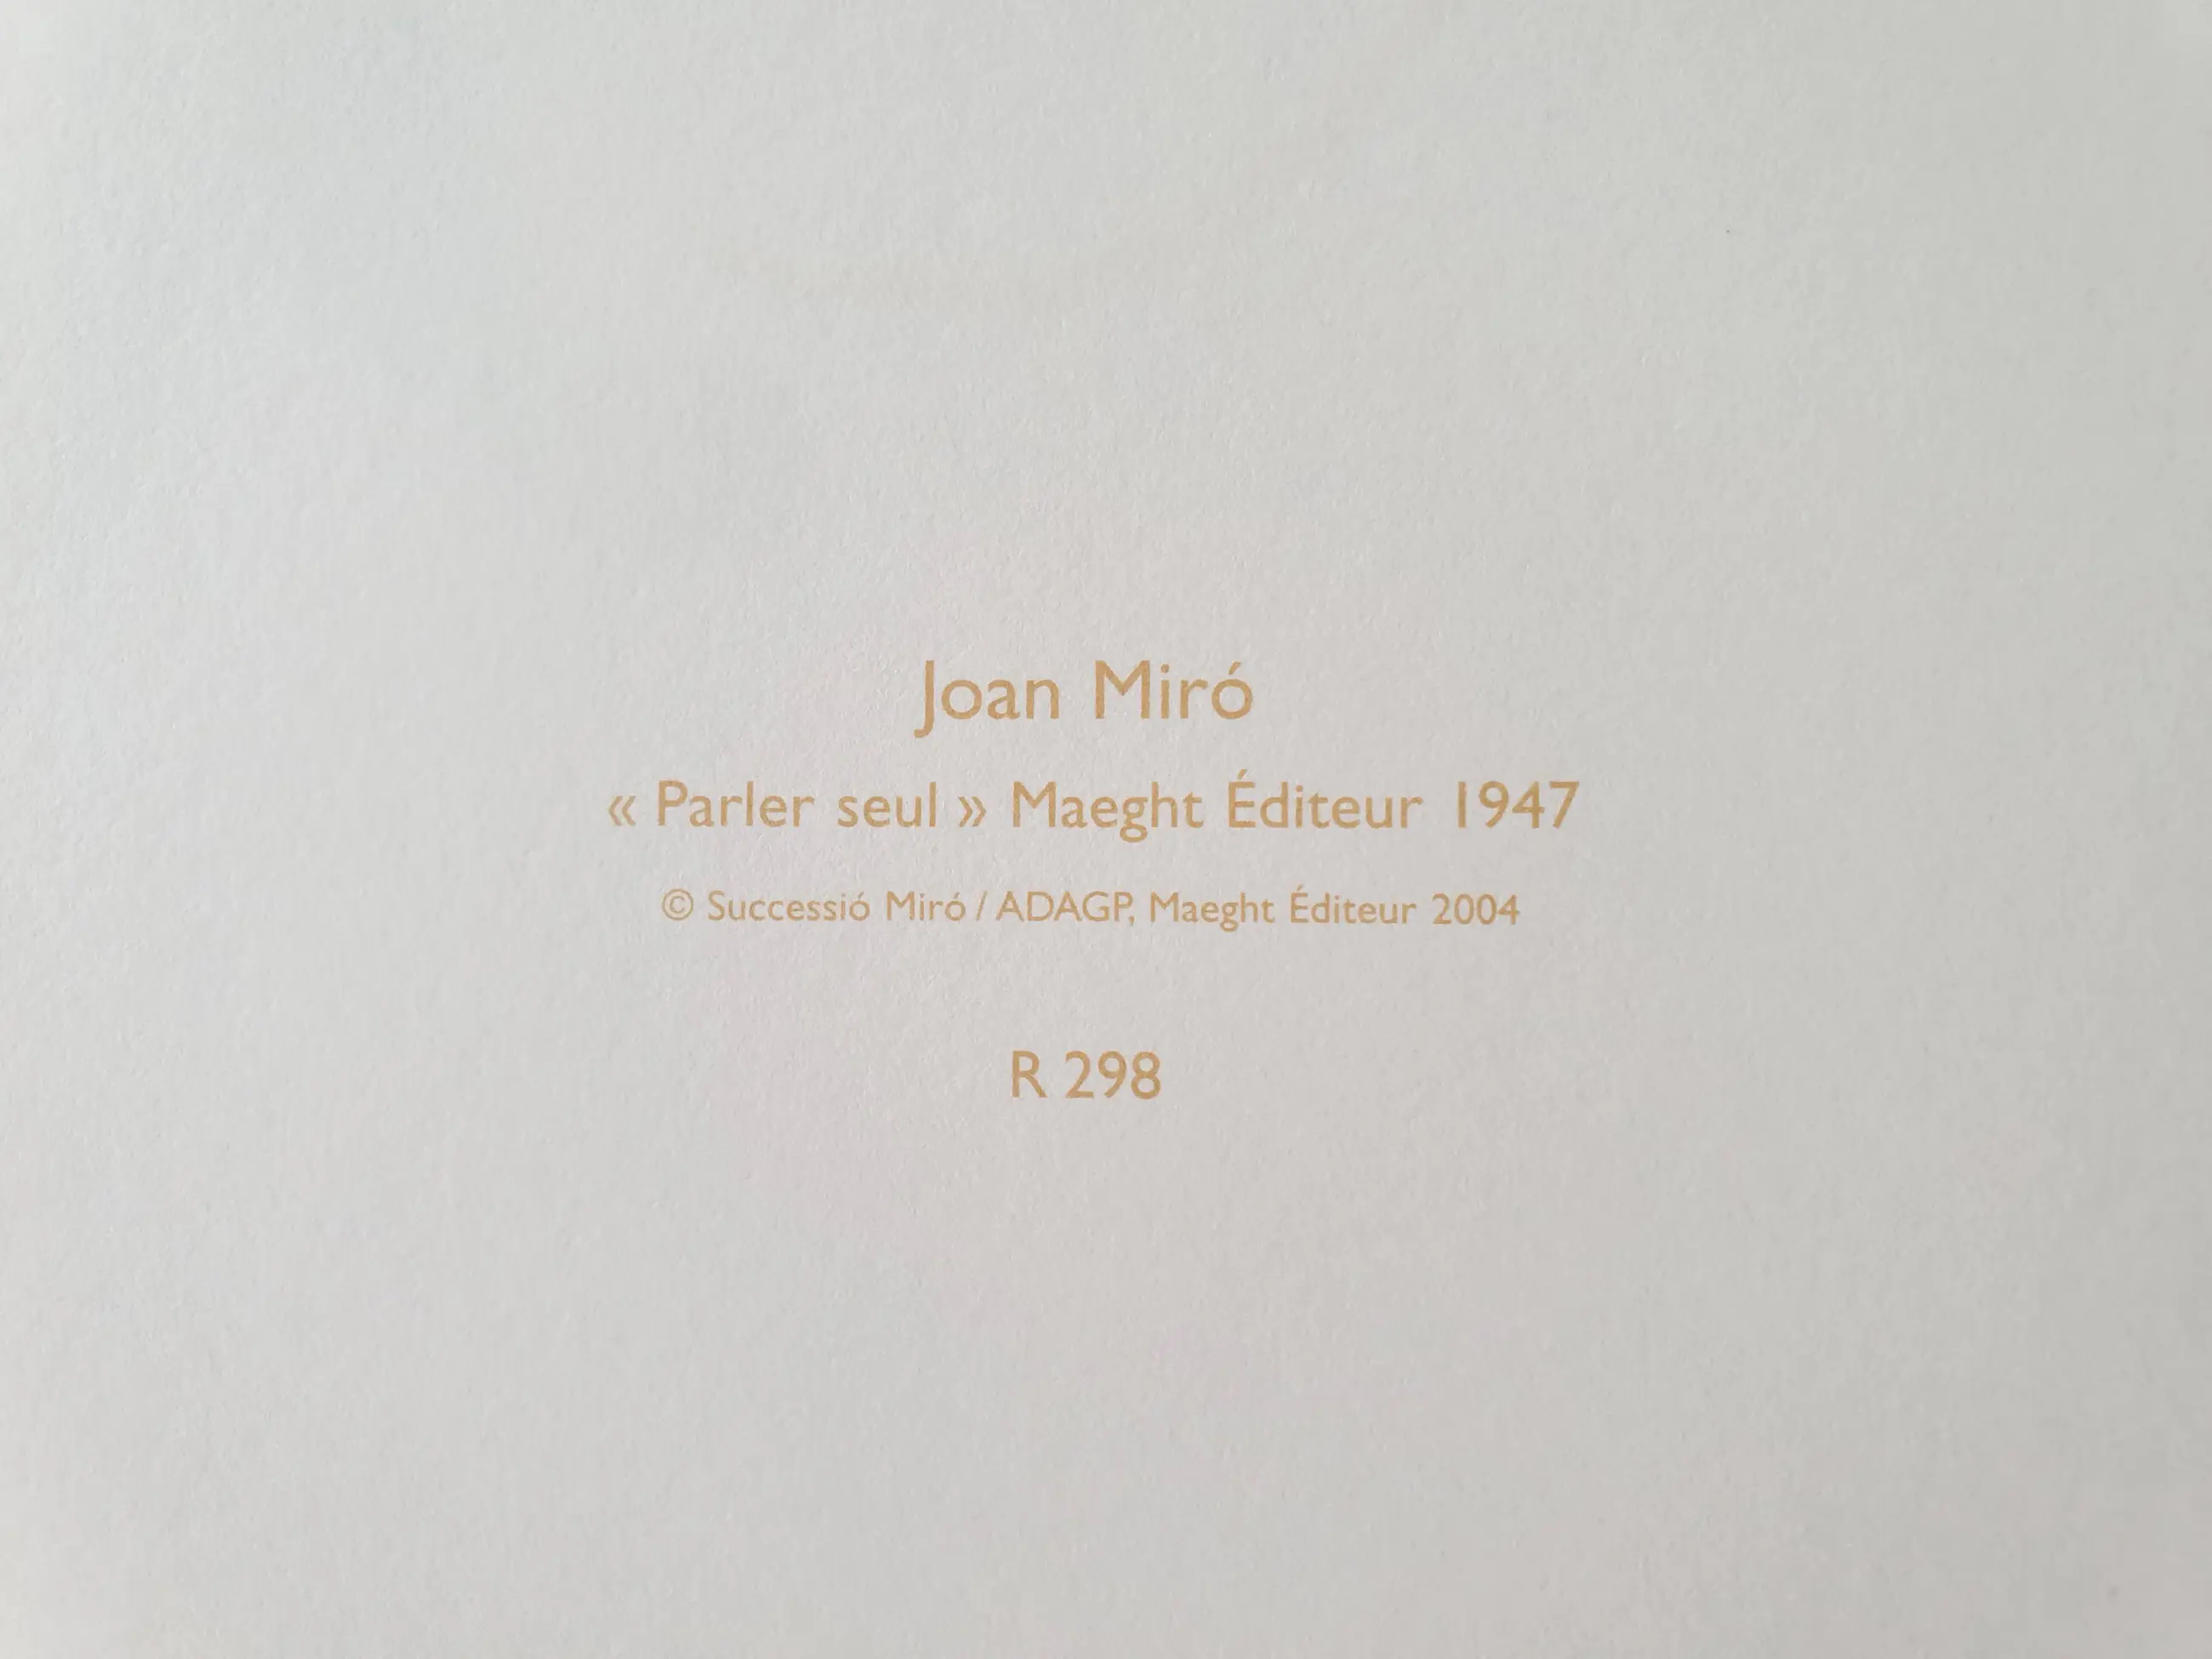 Joan Miró
« Parler seul » Maeght Éditeur 1947
© Successió Miró / ADAGP, Maeght Éditeur 2004
R 298